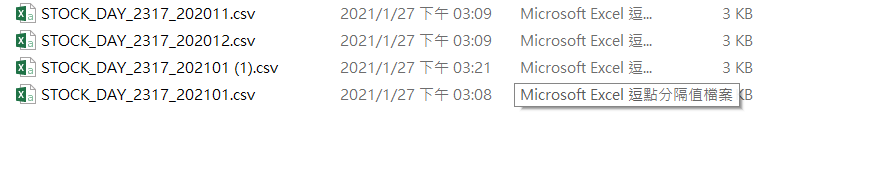 STOCK_DAY_2317_202011.csv 2021/1/27 下午 03:09 Microsoft Excel 逗... 3 KB
STOCK_DAY_2317_202012.csv 2021/1/27 下午 03:09 Microsoft Excel 逗... 3 KB
STOCK_DAY_2317_202101 (1).csv 2021/1/27 下午 03:21 Microsoft Excel 逗... 3 KB
STOCK_DAY_2317_202101.csv 2021/1/27 下午 03:08 Microsoft Excel 逗點分隔值檔案 KB